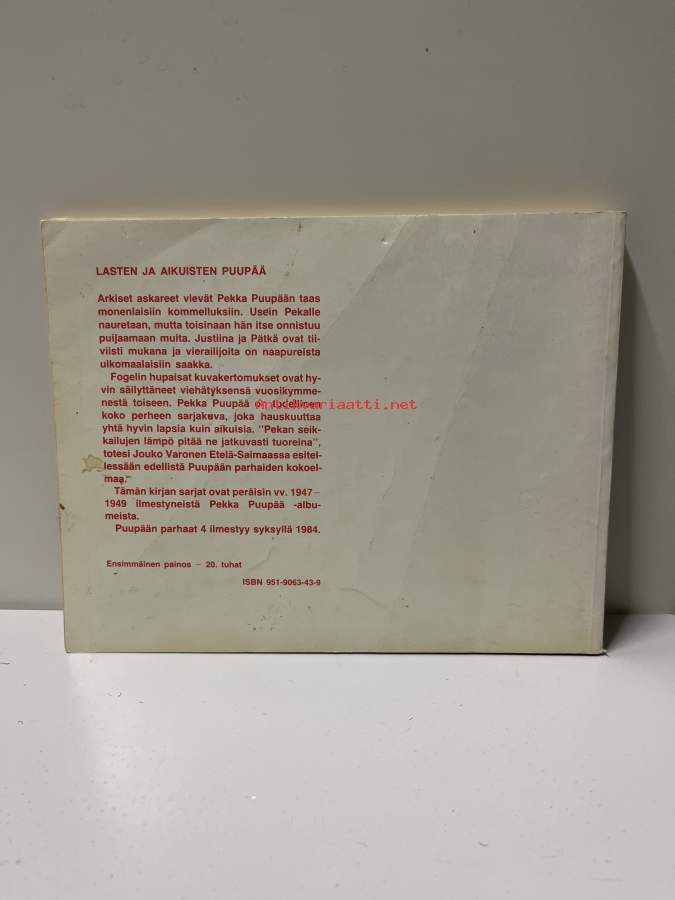 LASTEN JA AIKUISTEN PUUPÄÄ
Arkiset askareet vievät Pekka Puupään taas
monenlaisiin kommelluksiin. Usein Pekalle
nauretaan, mutta toisinaan hän itse onnistuu
puijaamaan muita. Justiina ja Pätkä ovat tii-
viisti mukana ja vierailijoita on naapureista
ulkomaalaisiin saakka.
Fogelin hupaisat kuvakertomukset ovat hy-
vin säilyttäneet viehätyksensä vuosikymme-
nestä toiseen. Pekka Puupää on todellinen
koko perheen sarjakuva, joka hauskuuttaa
yhtä hyvin lapsia kuin aikuisia. "Pekan seik-
kailujen lämpö pitää ne jatkuvasti tuoreina",
totesi Jouko Varonen Etelä-Saimaassa esitel-
lessään edellistä Puupään parhaiden kokoel-
maa."
Tämän kirjan sarjat ovat peräisin vv. 1947–
1949 ilmestyneistä Pekka Puupää -albu-
meista.
Puupään parhaat 4 ilmestyy syksyllä 1984.
Ensimmäinen painos – 20. tuhat
ISBN 951-9063-43-9
Antikvariaatti.net